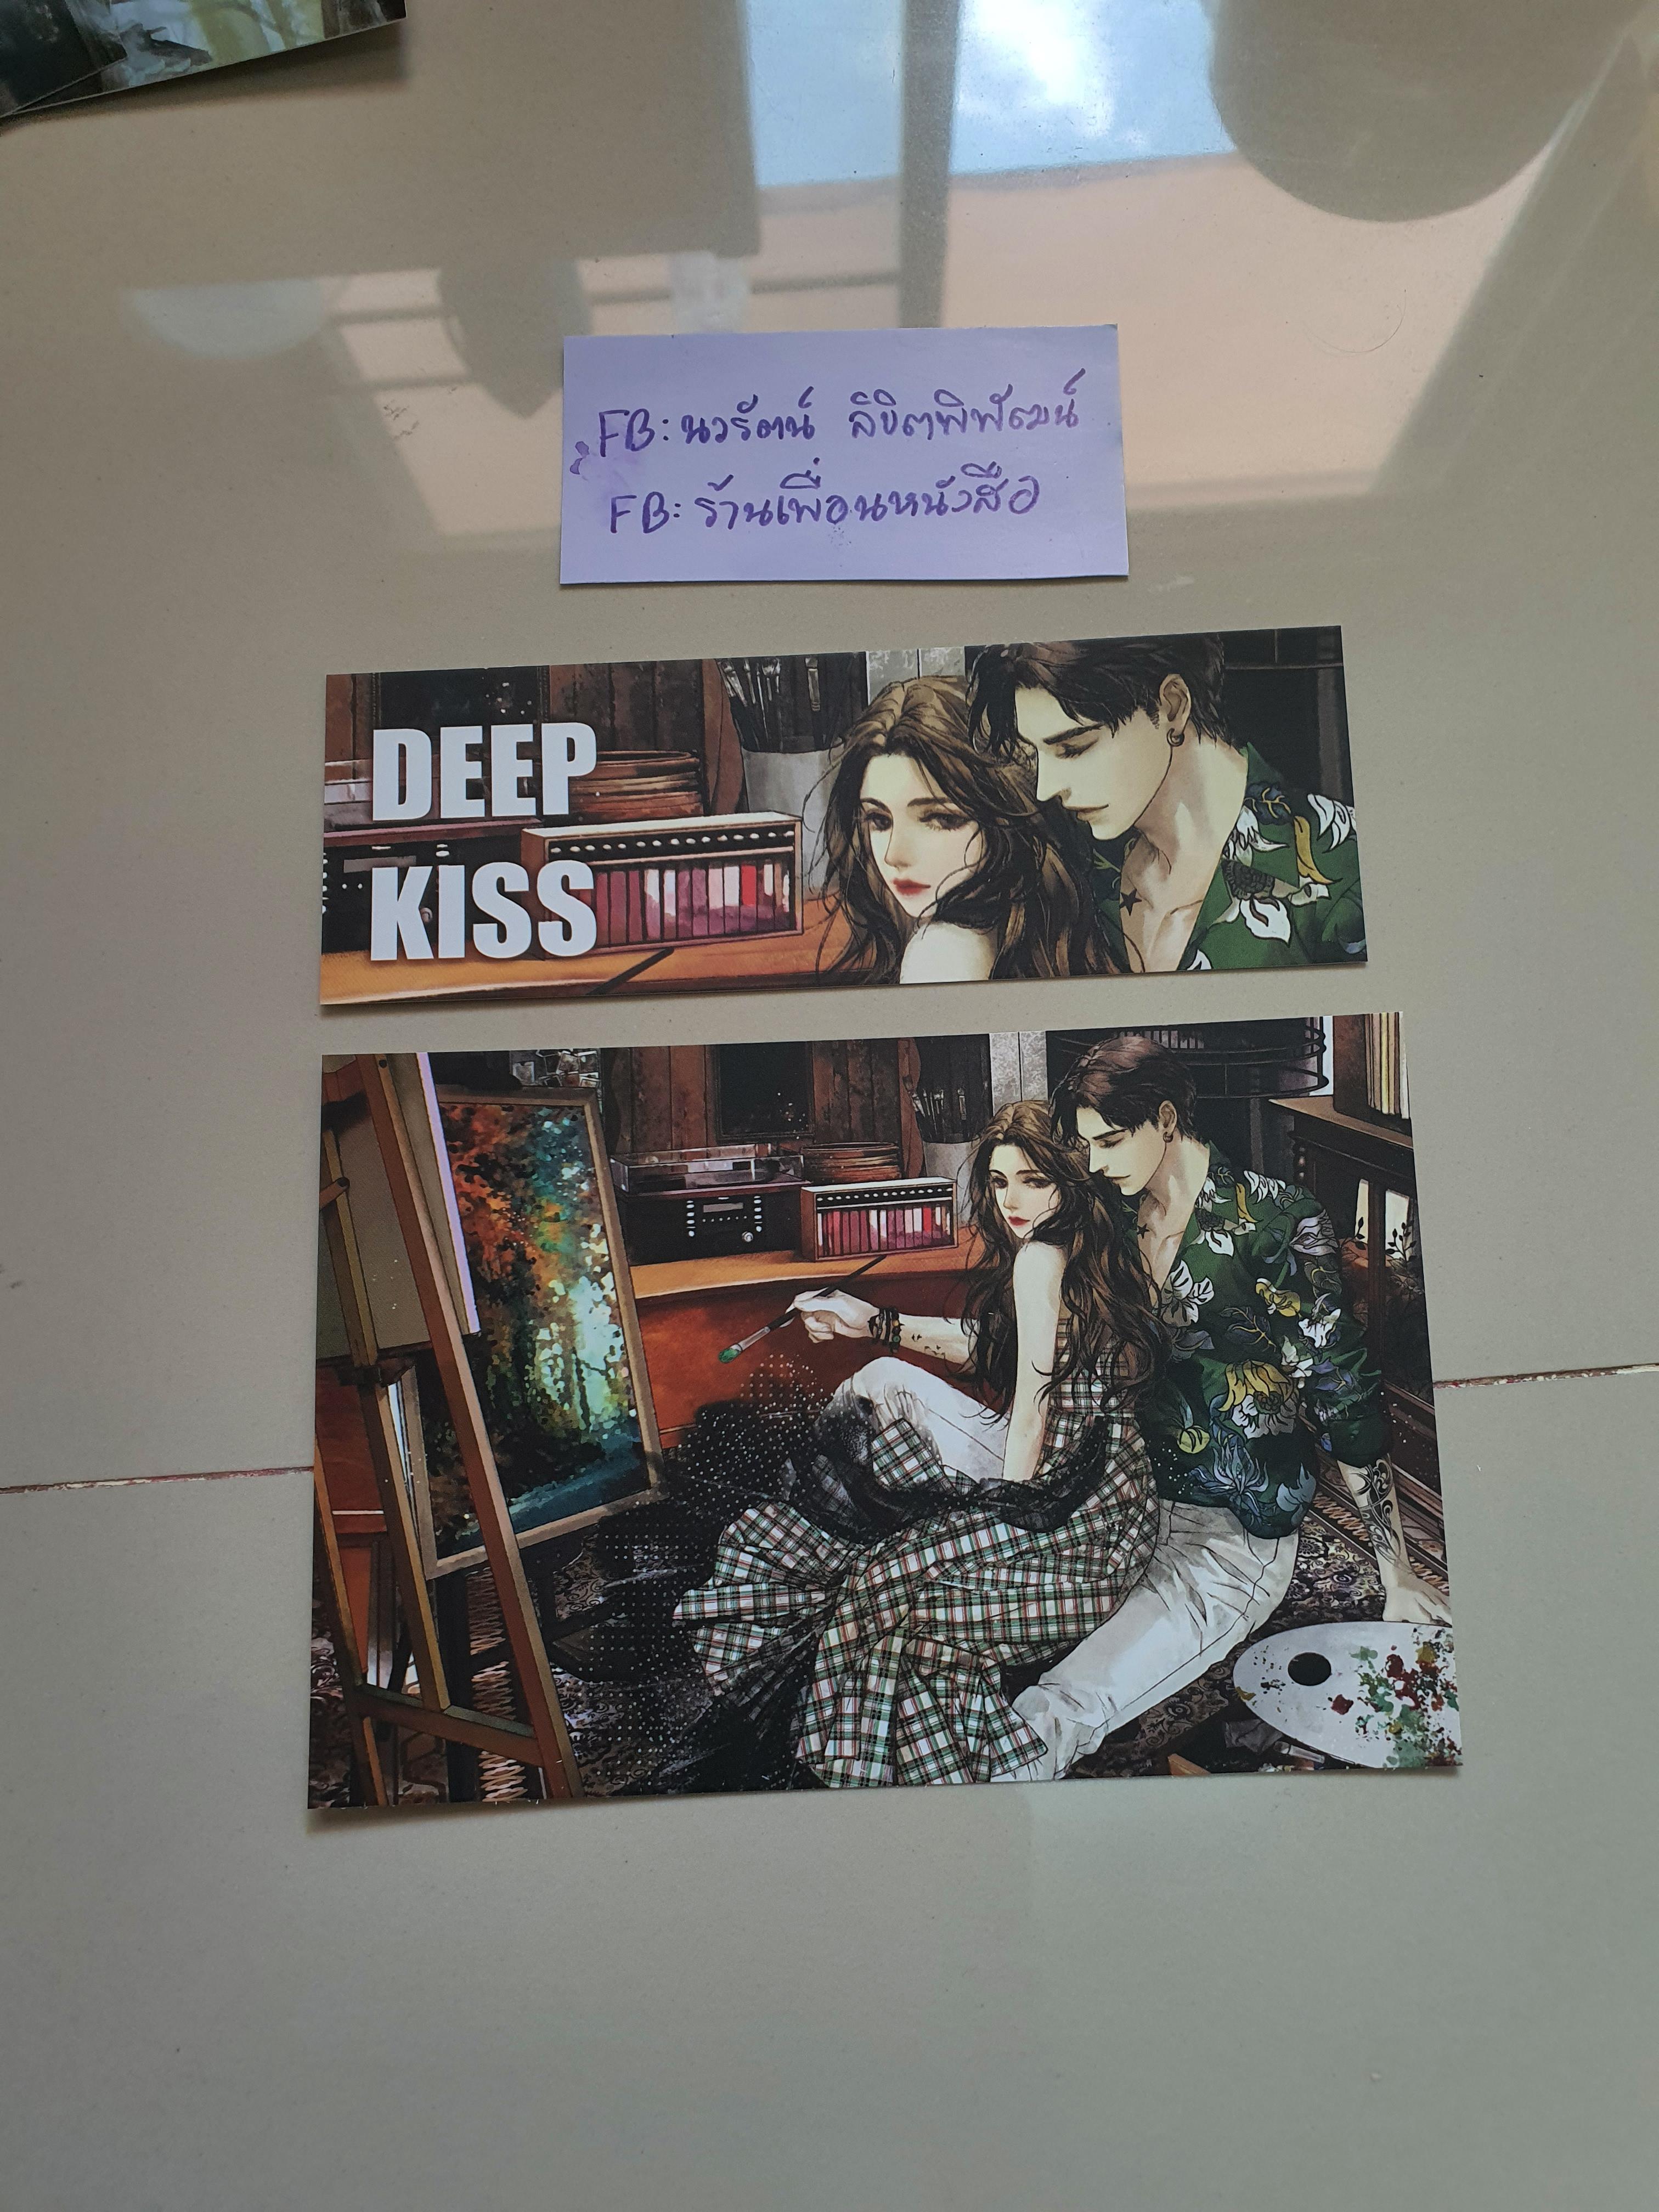 FB: นวรัตน์ ลิขิตพิพัฒน์
FB: ร้านเพื่อนหนังสือ
DEEP
KISS